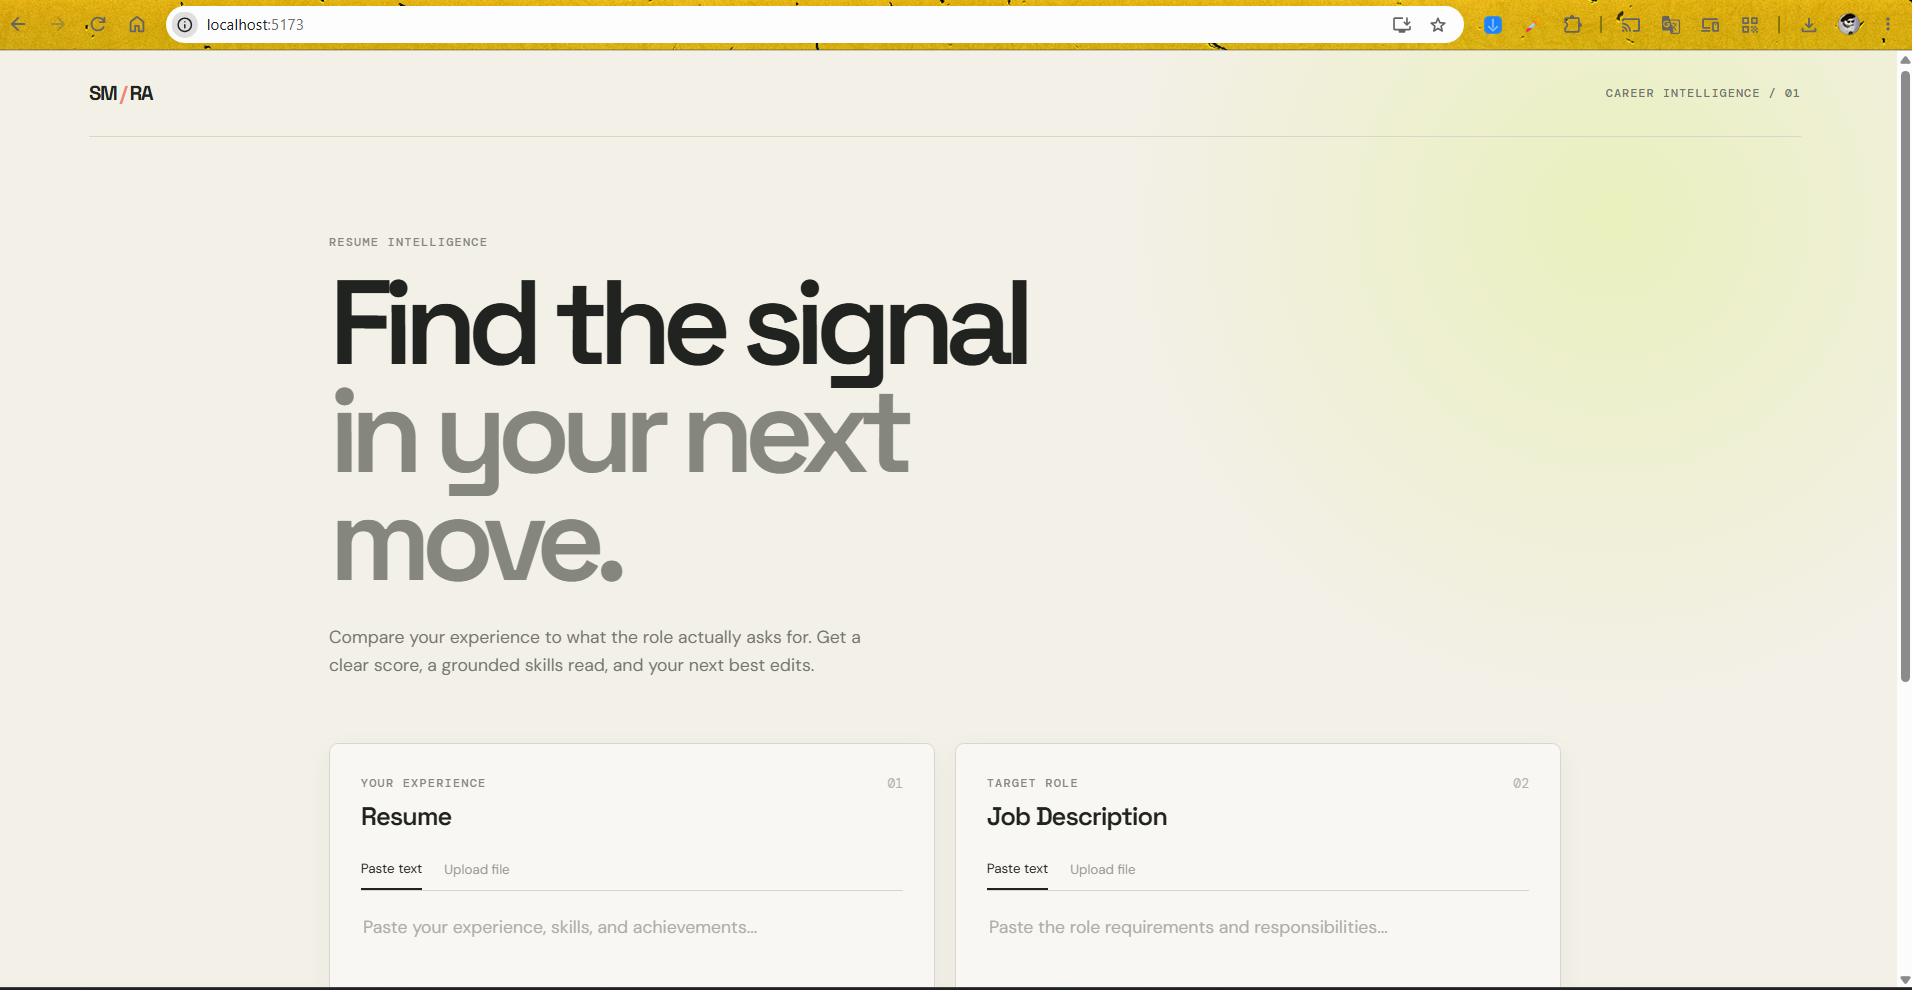 localhost:5173
SM/RA
CAREER INTELLIGENCE / 01
RESUME INTELLIGENCE
Find the signal
in your next
move.
Compare your experience to what the role actually asks for. Get a
clear score, a grounded skills read, and your next best edits.
YOUR EXPERIENCE
01
Resume
Paste text
Upload file
Paste your experience, skills, and achievements...
TARGET ROLE
02
Job Description
Paste text
Upload file
Paste the role requirements and responsibilities...